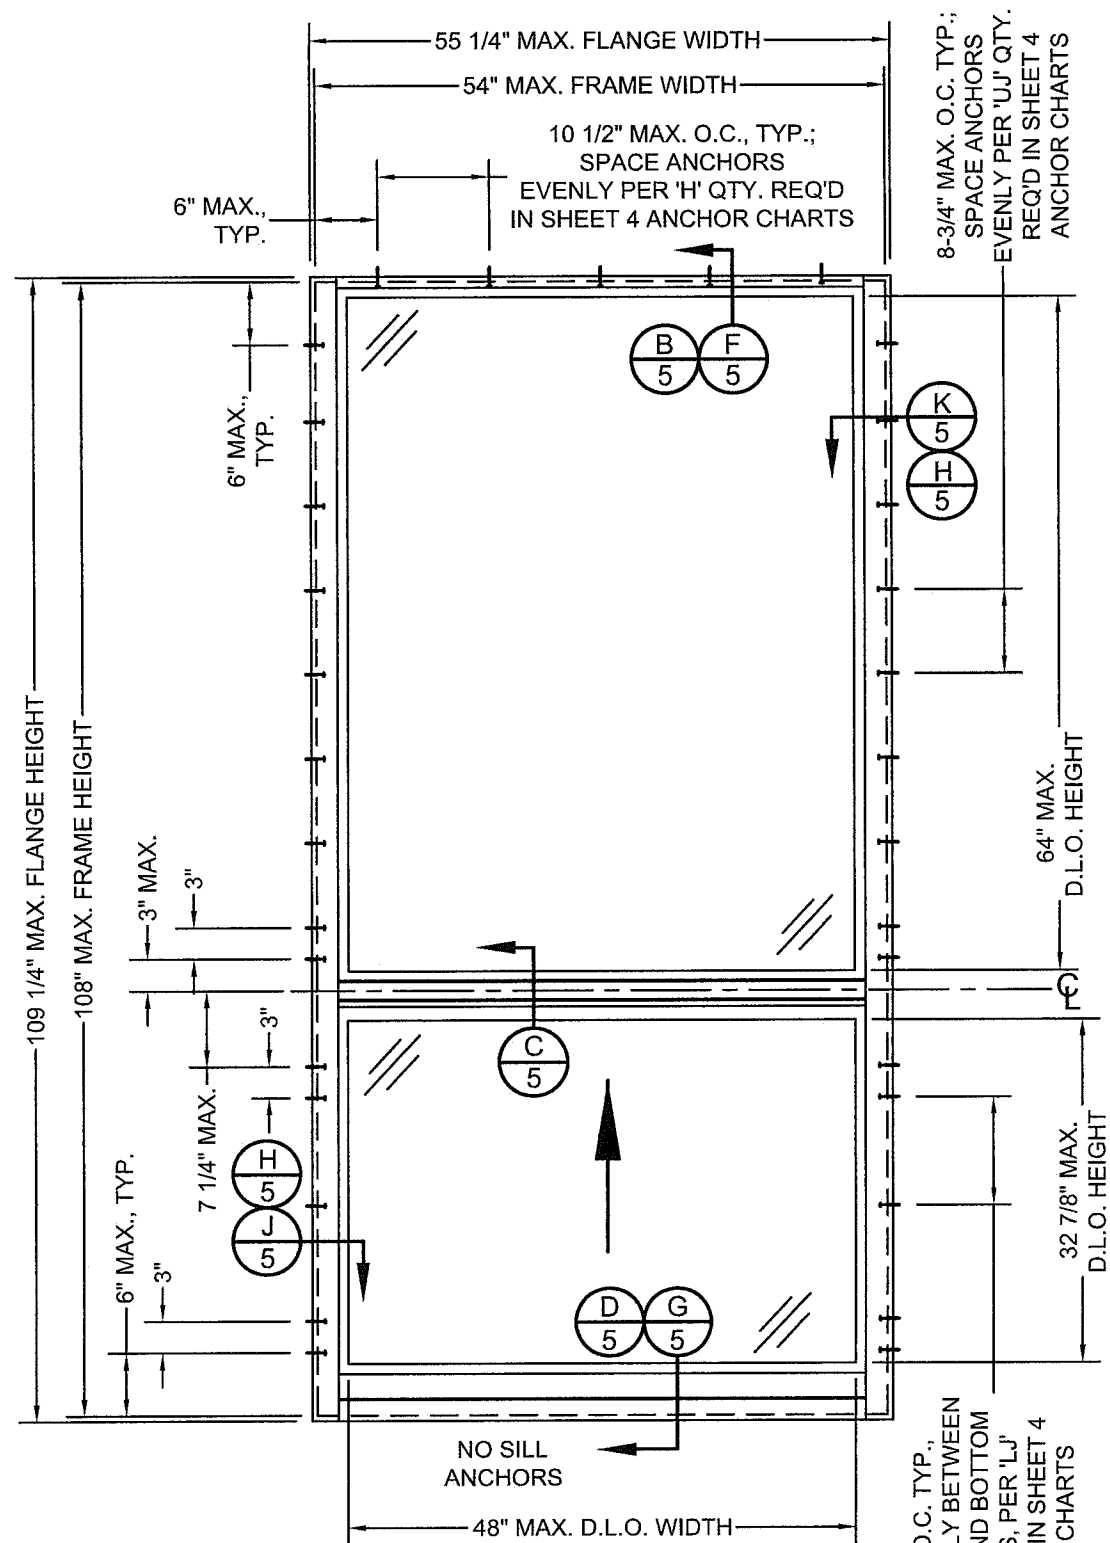 55 1/4" MAX. FLANGE WIDTH
54" MAX. FRAME WIDTH
10 1/2" MAX. O.C., TYP.;
SPACE ANCHORS
EVENLY PER 'H' QTY. REQ'D
IN SHEET 4 ANCHOR CHARTS
6" MAX.,
TYP.
8-3/4" MAX. O.C. TYP.;
SPACE ANCHORS
EVENLY PER 'UJ' QTY.
REQ'D IN SHEET 4
ANCHOR CHARTS
B
5
F
5
6" MAX.,
TYP.
K
5
H
5
109 1/4" MAX. FLANGE HEIGHT
108" MAX. FRAME HEIGHT
64" MAX.
D.L.O. HEIGHT
3" MAX.
3"
CL
C
5
3"
7 1/4" MAX.
H
5
J
5
6" MAX., TYP.
3"
32 7/8" MAX.
D.L.O. HEIGHT
D
5
G
5
NO SILL
ANCHORS
48" MAX. D.L.O. WIDTH
O.C. TYP.,
LY BETWEEN
ND BOTTOM
S, PER 'LJ'
IN SHEET 4
CHARTS